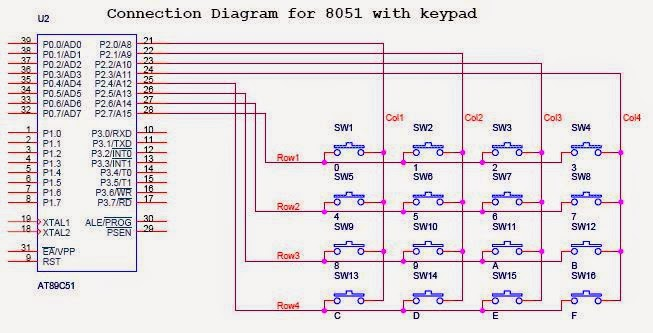 Connection Diagram for 8051 with keypad
U2
39 P0.0/AD0 P2.0/A8 21
38 P0.1/AD1 P2.1/A9 22
37 P0.2/AD2 P2.2/A10 23
36 P0.3/AD3 P2.3/A11 24
35 P0.4/AD4 P2.4/A12 25
34 P0.5/AD5 P2.5/A13 26
33 P0.6/AD6 P2.6/A14 27
32 P0.7/AD7 P2.7/A15 28
1 P1.0 P3.0/RXD 10
2 P1.1 P3.1/TXD 11
3 P1.2 P3.2/INT0 12
4 P1.3 P3.3/INT1 13
5 P1.4 P3.4/T0 14
6 P1.5 P3.5/T1 15
7 P1.6 P3.6/WR 16
8 P1.7 P3.7/RD 17
19 XTAL1 ALE/PROG 30
18 XTAL2 PSEN 29
31 EA/VPP
9 RST
AT89C51
Col1 Col2 Col3 Col4
SW1 SW2 SW3 SW4
Row1
0 1 2 3
SW5 SW6 SW7 SW8
Row2
4 5 6 7
SW9 SW10 SW11 SW12
Row3
8 9 A B
SW13 SW14 SW15 SW16
Row4
C D E F